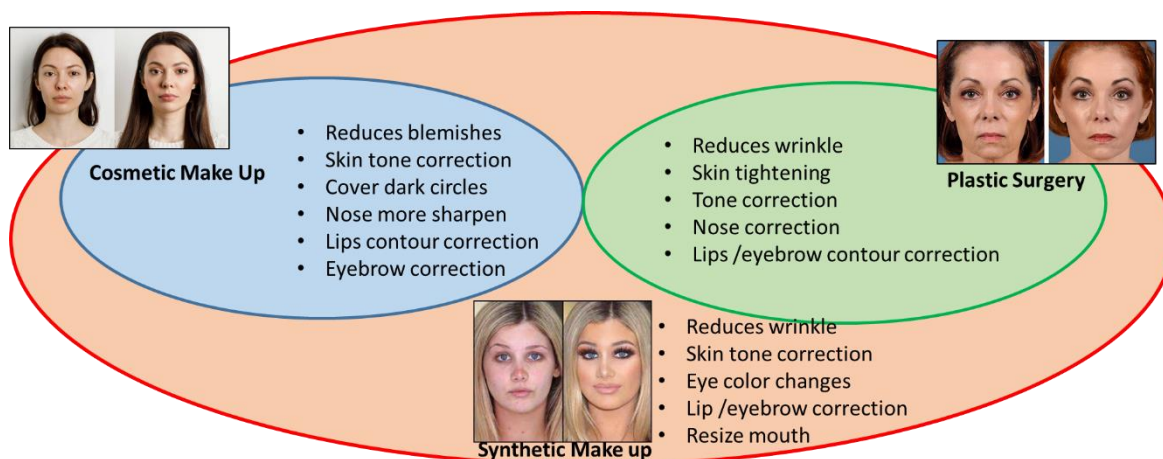 Cosmetic Make Up
• Reduces blemishes
• Skin tone correction
• Cover dark circles
• Nose more sharpen
• Lips contour correction
• Eyebrow correction
Plastic Surgery
• Reduces wrinkle
• Skin tightening
• Tone correction
• Nose correction
• Lips /eyebrow contour correction
Synthetic Make up
• Reduces wrinkle
• Skin tone correction
• Eye color changes
• Lip /eyebrow correction
• Resize mouth